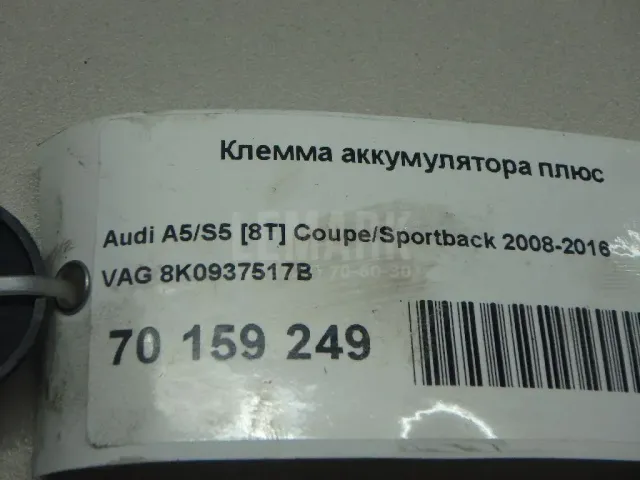 Клемма аккумулятора плюс
Audi A5/S5 [8T] Coupe/Sportback 2008-2016
VAG 8K0937517B
70 159 249